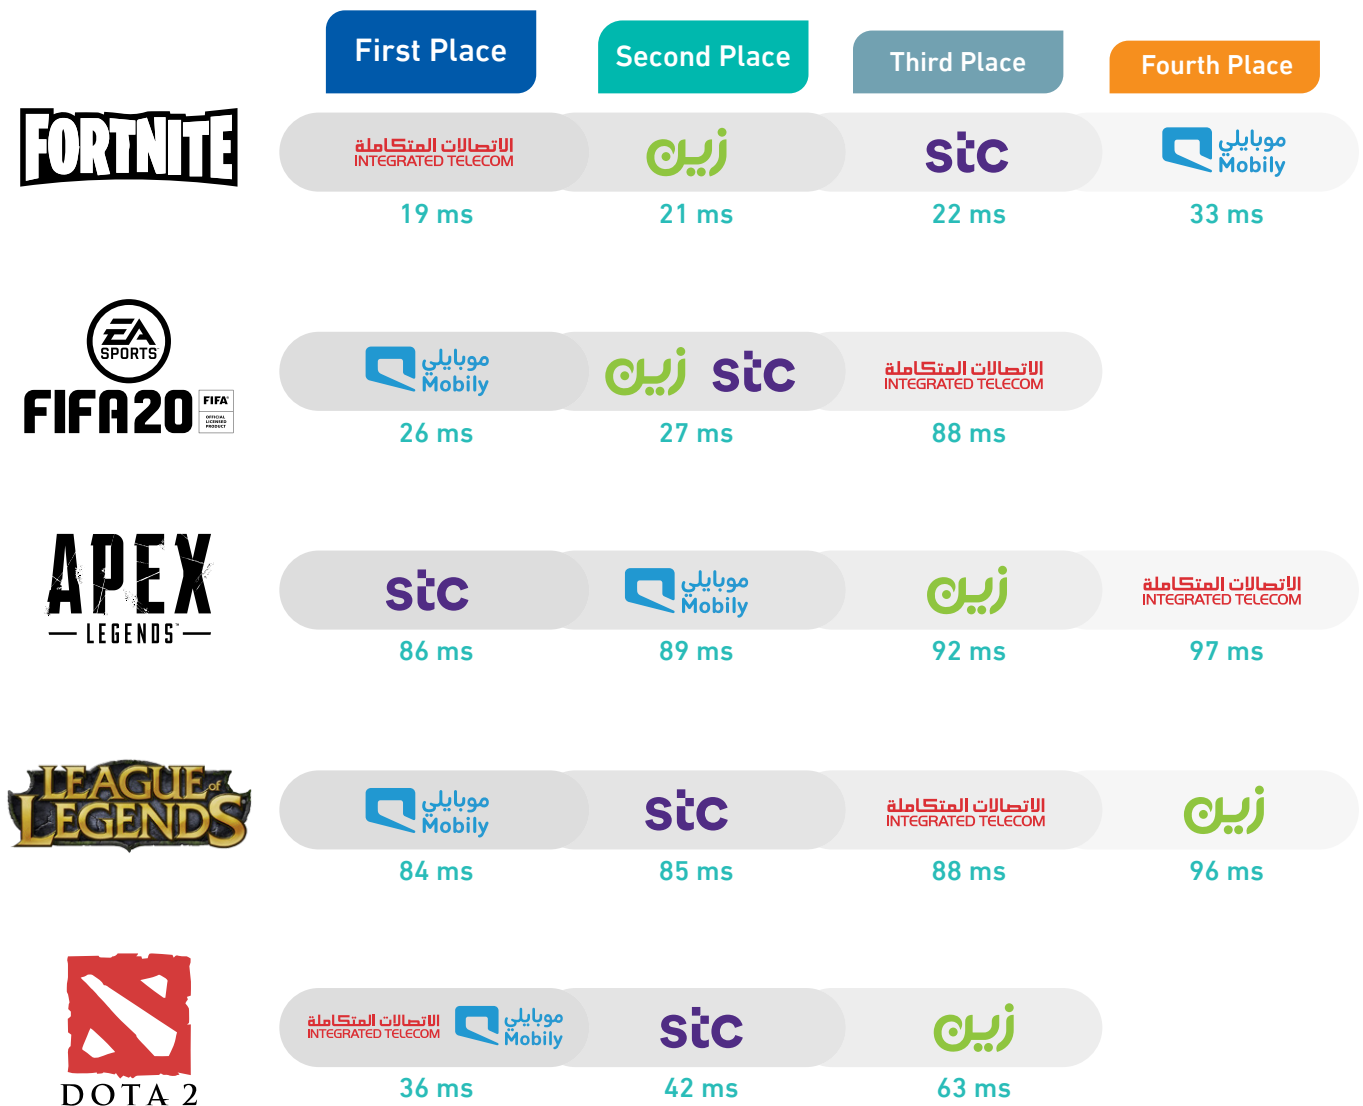 First Place
Second Place
Third Place
Fourth Place
FORTNITE
الاتصالات المتكاملة
INTEGRATED TELECOM
زين
stc
موبايلي
Mobily
19 ms
21 ms
22 ms
33 ms
EA
SPORTS
FIFA20
FIFA
OFFICIAL
LICENSED
PRODUCT
موبايلي
Mobily
زين
stc
الاتصالات المتكاملة
INTEGRATED TELECOM
26 ms
27 ms
88 ms
APEX
LEGENDS™
stc
موبايلي
Mobily
زين
الاتصالات المتكاملة
INTEGRATED TELECOM
86 ms
89 ms
92 ms
97 ms
LEAGUE of
LEGENDS
موبايلي
Mobily
stc
الاتصالات المتكاملة
INTEGRATED TELECOM
زين
84 ms
85 ms
88 ms
96 ms
DOTA 2
الاتصالات المتكاملة
INTEGRATED TELECOM
موبايلي
Mobily
stc
زين
36 ms
42 ms
63 ms